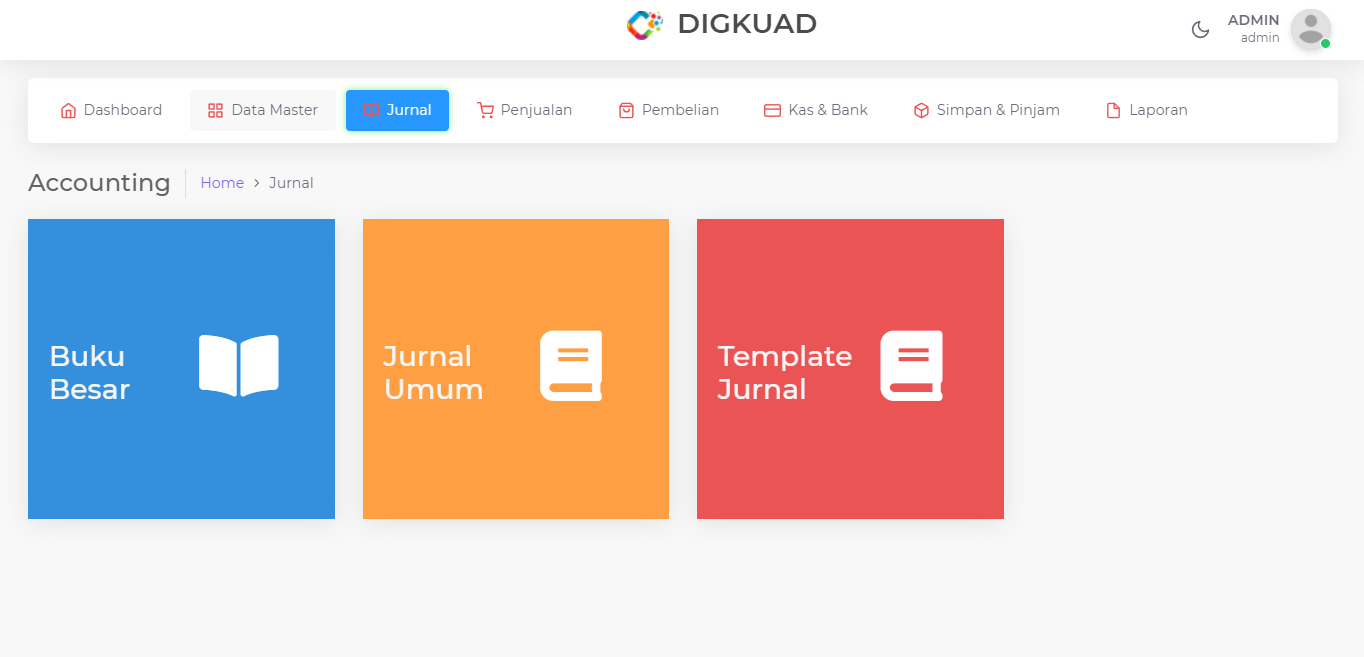 DIGKUAD
ADMIN
admin
Dashboard
Data Master
Jurnal
Penjualan
Pembelian
Kas & Bank
Simpan & Pinjam
Laporan
Accounting
Home > Jurnal
Buku
Besar
Jurnal
Umum
Template
Jurnal